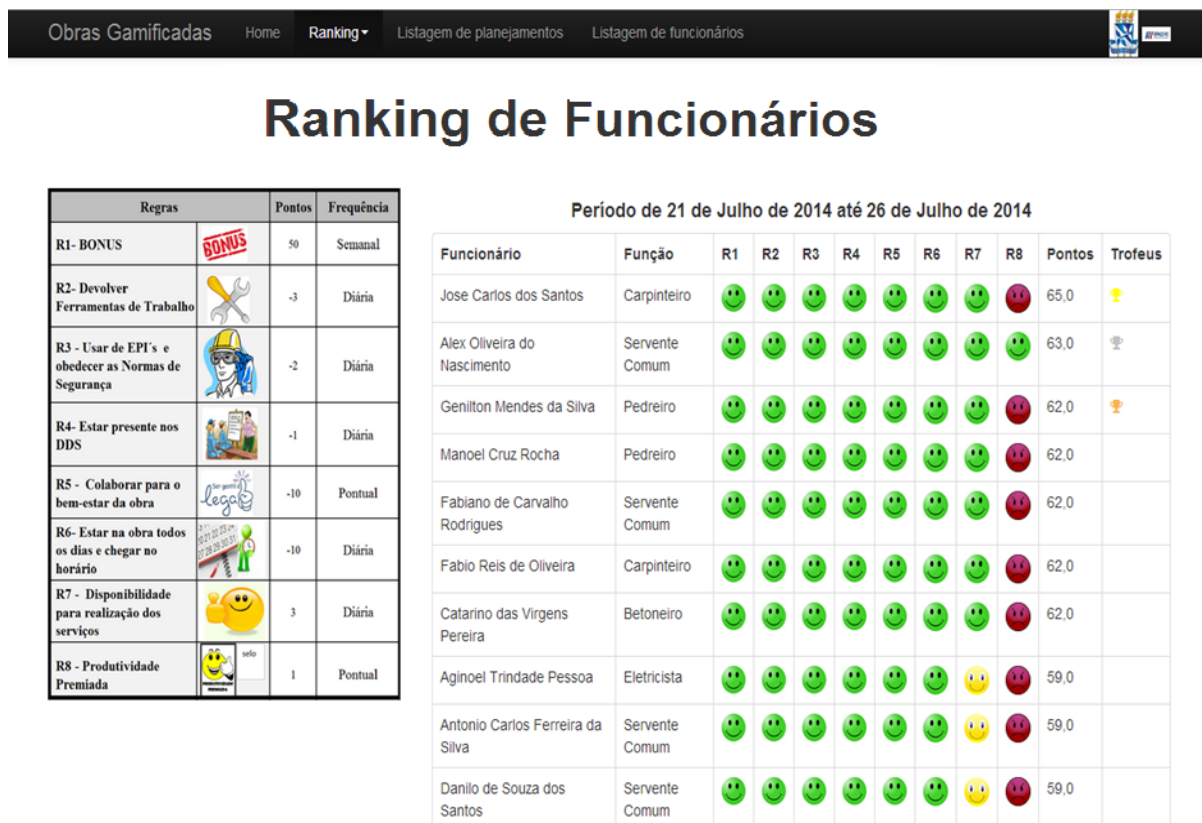 Obras Gamificadas Home Ranking Listagem de planejamentos Listagem de funcionários
Ranking de Funcionários
Regras Pontos Frequência
R1- BONUS BONUS 50 Semanal
R2- Devolver
Ferramentas de Trabalho -3 Diária
R3 - Usar de EPI´s e
obedecer as Normas de
Segurança -2 Diária
R4- Estar presente nos
DDS -1 Diária
R5 - Colaborar para o
bem-estar da obra legal -10 Pontual
R6- Estar na obra todos
os dias e chegar no
horário -10 Diária
R7 - Disponibilidade
para realização dos
serviços 3 Diária
R8 - Produtividade
Premiada selo 1 Pontual
Período de 21 de Julho de 2014 até 26 de Julho de 2014
Funcionário Função R1 R2 R3 R4 R5 R6 R7 R8 Pontos Trofeus
Jose Carlos dos Santos Carpinteiro 65,0
Alex Oliveira do
Nascimento Servente
Comum 63,0
Genilton Mendes da Silva Pedreiro 62,0
Manoel Cruz Rocha Pedreiro 62,0
Fabiano de Carvalho
Rodrigues Servente
Comum 62,0
Fabio Reis de Oliveira Carpinteiro 62,0
Catarino das Virgens
Pereira Betoneiro 62,0
Aginoel Trindade Pessoa Eletricista 59,0
Antonio Carlos Ferreira da
Silva Servente
Comum 59,0
Danilo de Souza dos
Santos Servente
Comum 59,0